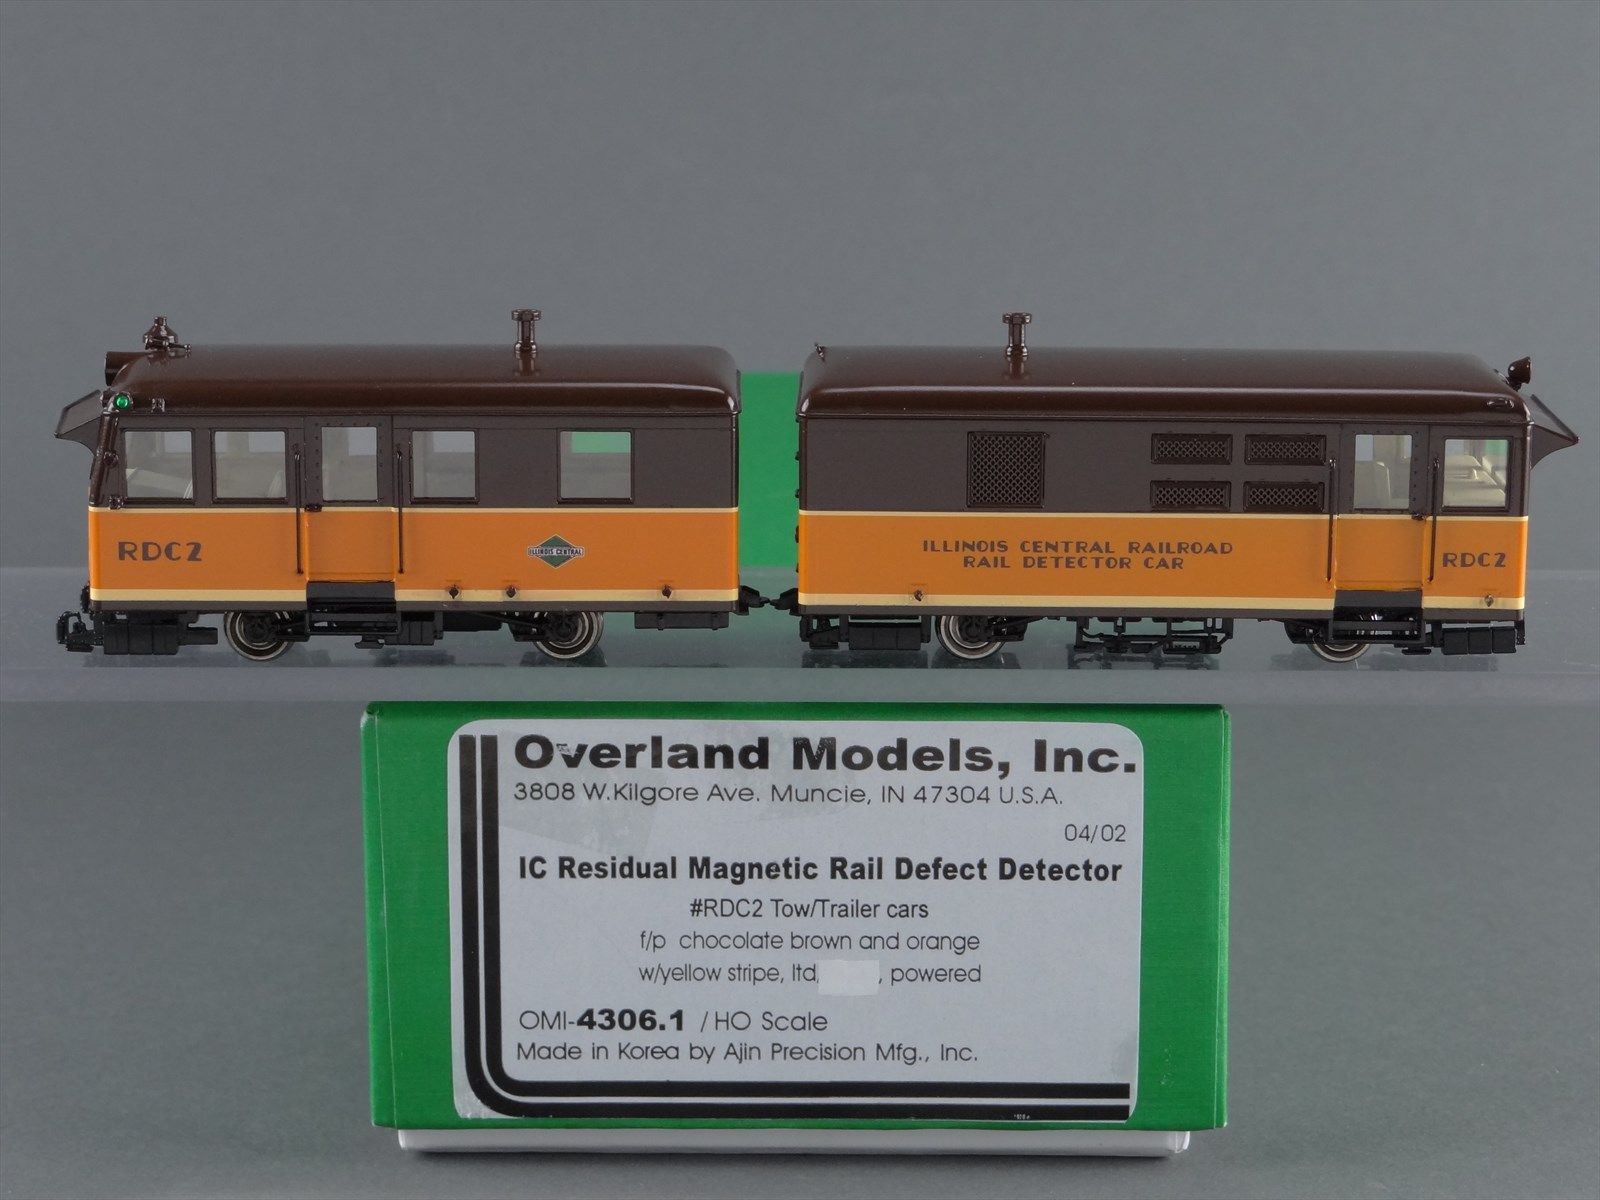 RDC2
ILLINOIS CENTRAL
ILLINOIS CENTRAL RAILROAD
RAIL DETECTOR CAR
RDC2
Overland Models, Inc.
3808 W.Kilgore Ave. Muncie, IN 47304 U.S.A.
04/02
IC Residual Magnetic Rail Defect Detector
#RDC2 Tow/Trailer cars
f/p chocolate brown and orange
w/yellow stripe, ltd, , powered
OMI-4306.1 /HO Scale
Made in Korea by Ajin Precision Mfg., Inc.